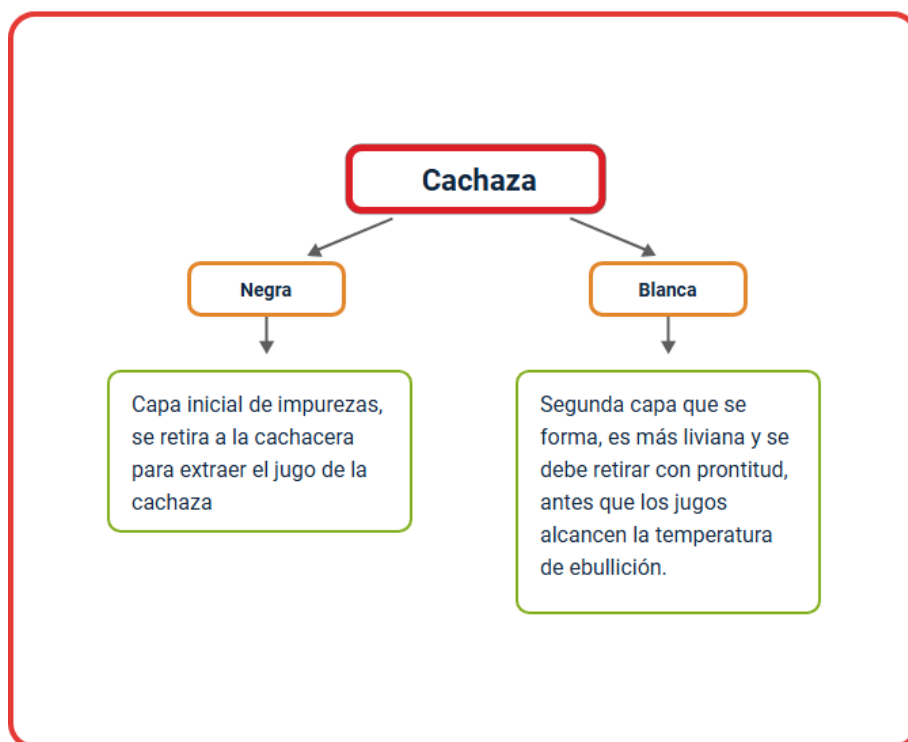 Cachaza
Negra
Blanca
Capa inicial de impurezas,
se retira a la cachacera
para extraer el jugo de la
cachaza
Segunda capa que se
forma, es más liviana y se
debe retirar con prontitud,
antes que los jugos
alcancen la temperatura
de ebullición.